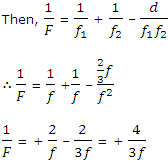 Then, 1/F = 1/f₁ + 1/f₂ - d/f₁f₂
∴ 1/F = 1/f + 1/f - (2/3 f)/f²
1/F = + 2/f - 2/3f = + 4/3f